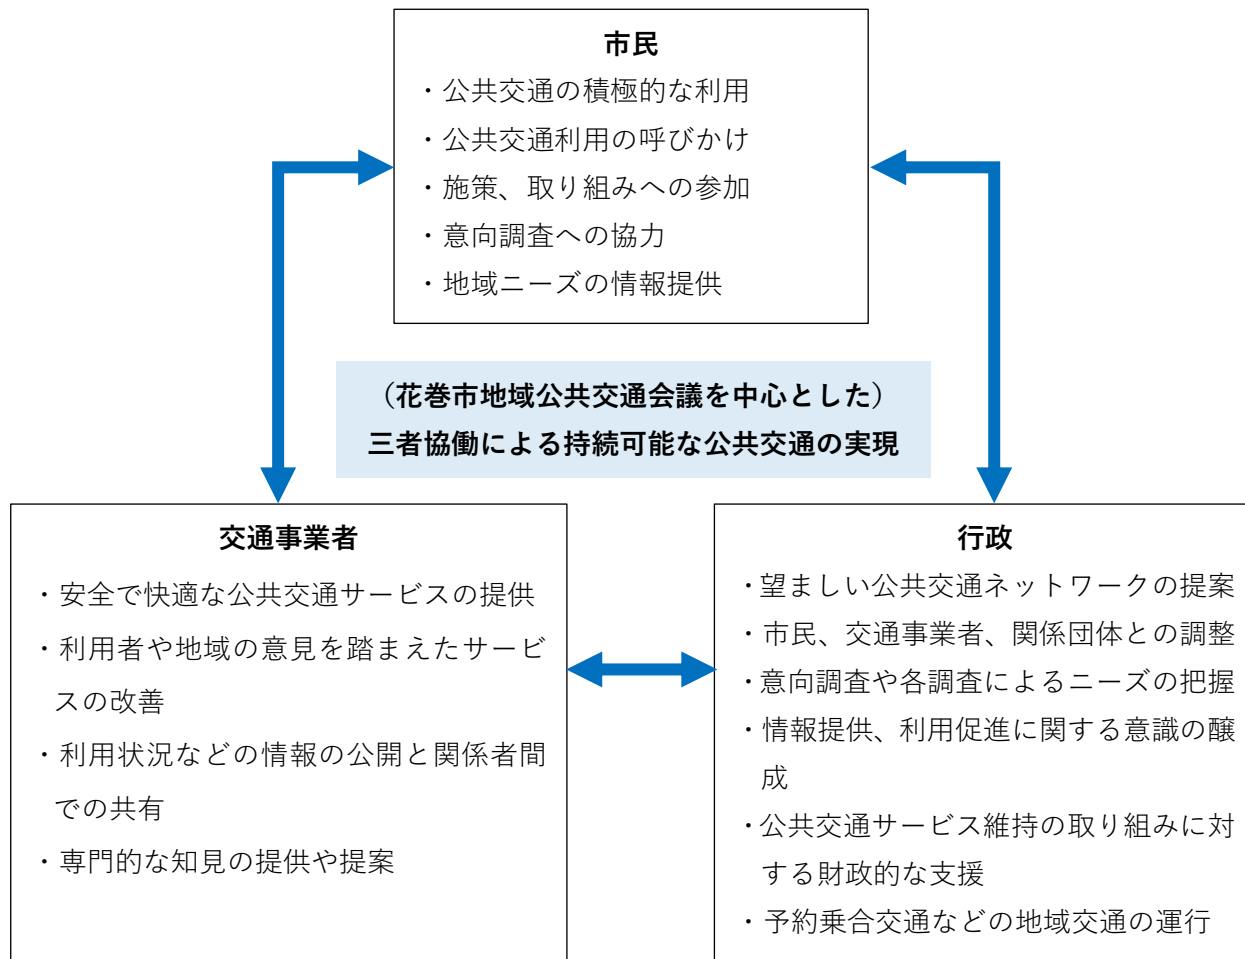 市民
・公共交通の積極的な利用
・公共交通利用の呼びかけ
・施策、取り組みへの参加
・意向調査への協力
・地域ニーズの情報提供
（花巻市地域公共交通会議を中心とした）
三者協働による持続可能な公共交通の実現
交通事業者
・安全で快適な公共交通サービスの提供
・利用者や地域の意見を踏まえたサービ
スの改善
・利用状況などの情報の公開と関係者間
での共有
・専門的な知見の提供や提案
行政
・望ましい公共交通ネットワークの提案
・市民、交通事業者、関係団体との調整
・意向調査や各調査によるニーズの把握
・情報提供、利用促進に関する意識の醸
成
・公共交通サービス維持の取り組みに対
する財政的な支援
・予約乗合交通などの地域交通の運行